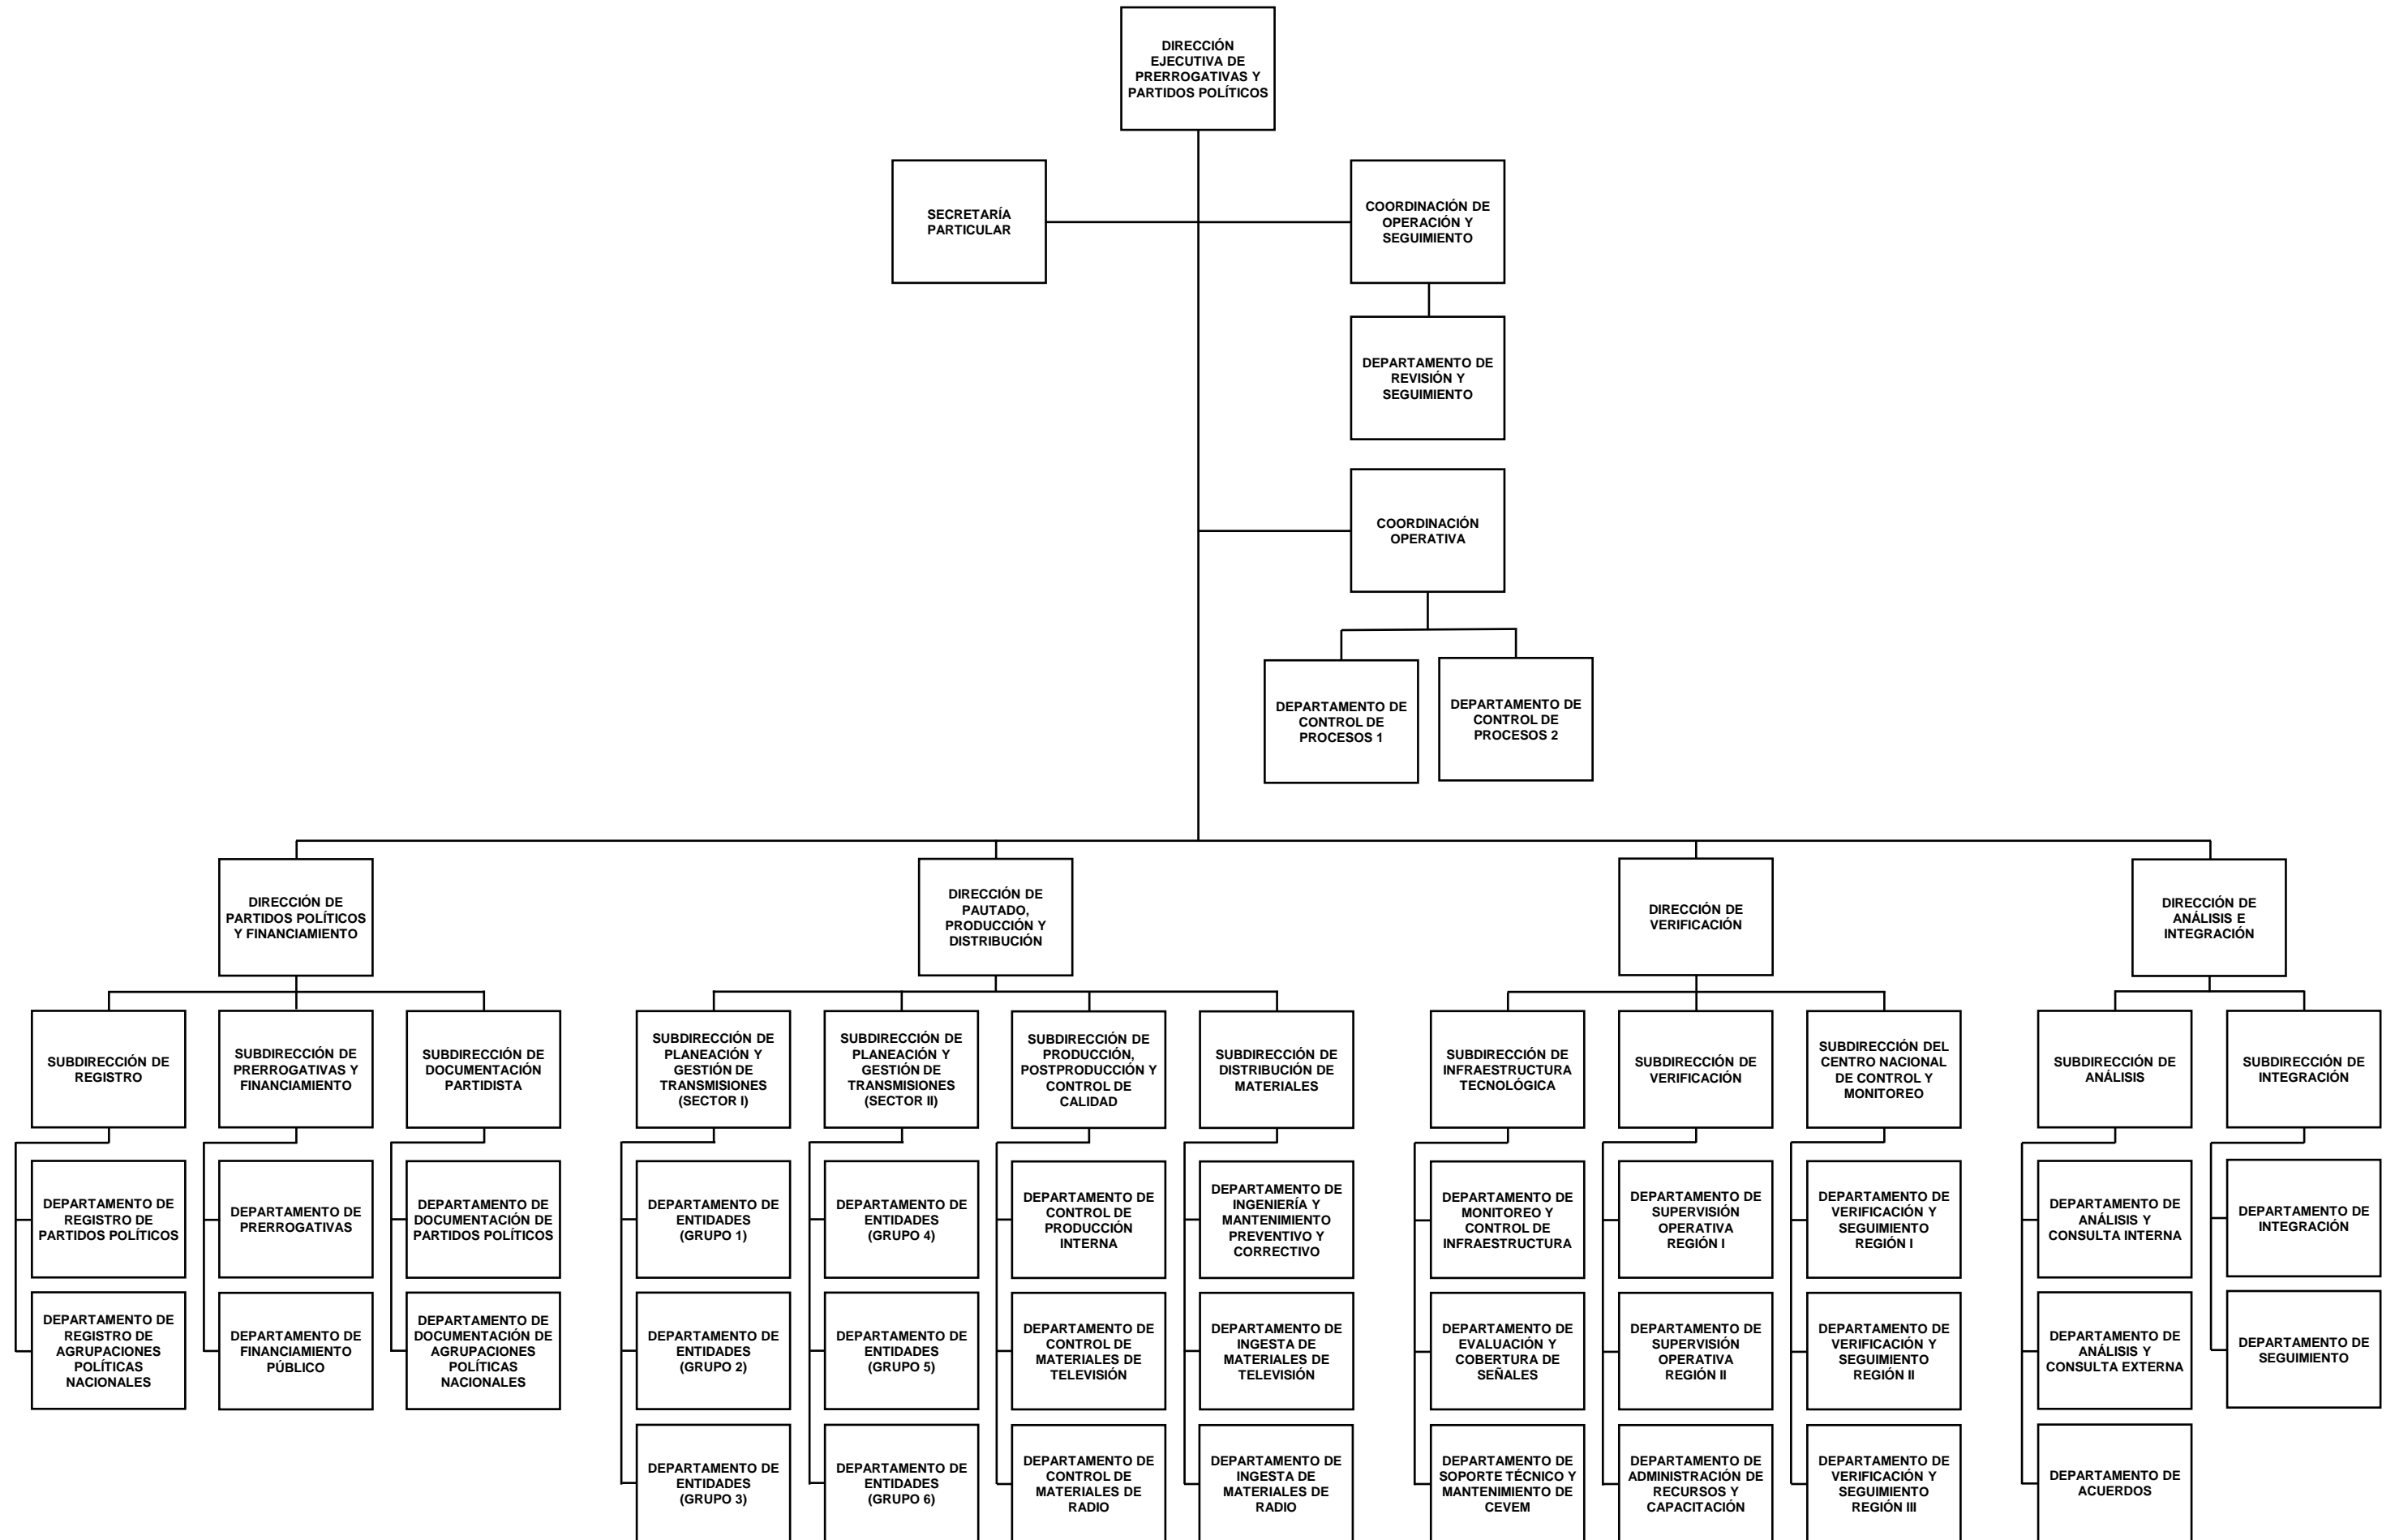 DIRECCIÓN
EJECUTIVA DE
PRERROGATIVAS Y
PARTIDOS POLÍTICOS
SECRETARÍA
PARTICULAR
COORDINACIÓN DE
OPERACIÓN Y
SEGUIMIENTO
DEPARTAMENTO DE
REVISIÓN Y
SEGUIMIENTO
COORDINACIÓN
OPERATIVA
DEPARTAMENTO DE
CONTROL DE
PROCESOS 1
DEPARTAMENTO DE
CONTROL DE
PROCESOS 2
DIRECCIÓN DE
PARTIDOS POLÍTICOS
Y FINANCIAMIENTO
DIRECCIÓN DE
PAUTADO,
PRODUCCIÓN Y
DISTRIBUCIÓN
DIRECCIÓN DE
VERIFICACIÓN
DIRECCIÓN DE
ANÁLISIS E
INTEGRACIÓN
SUBDIRECCIÓN DE
REGISTRO
SUBDIRECCIÓN DE
PRERROGATIVAS Y
FINANCIAMIENTO
SUBDIRECCIÓN DE
DOCUMENTACIÓN
PARTIDISTA
SUBDIRECCIÓN DE
PLANEACIÓN Y
GESTIÓN DE
TRANSMISIONES
(SECTOR I)
SUBDIRECCIÓN DE
PLANEACIÓN Y
GESTIÓN DE
TRANSMISIONES
(SECTOR II)
SUBDIRECCIÓN DE
PRODUCCIÓN,
POSTPRODUCCIÓN Y
CONTROL DE
CALIDAD
SUBDIRECCIÓN DE
DISTRIBUCIÓN DE
MATERIALES
SUBDIRECCIÓN DE
INFRAESTRUCTURA
TECNOLÓGICA
SUBDIRECCIÓN DE
VERIFICACIÓN
SUBDIRECCIÓN DEL
CENTRO NACIONAL
DE CONTROL Y
MONITOREO
SUBDIRECCIÓN DE
ANÁLISIS
SUBDIRECCIÓN DE
INTEGRACIÓN
DEPARTAMENTO DE
REGISTRO DE
PARTIDOS POLÍTICOS
DEPARTAMENTO DE
PRERROGATIVAS
DEPARTAMENTO DE
DOCUMENTACIÓN DE
PARTIDOS POLÍTICOS
DEPARTAMENTO DE
ENTIDADES
(GRUPO 1)
DEPARTAMENTO DE
ENTIDADES
(GRUPO 4)
DEPARTAMENTO DE
CONTROL DE
PRODUCCIÓN
INTERNA
DEPARTAMENTO DE
INGENIERÍA Y
MANTENIMIENTO
PREVENTIVO Y
CORRECTIVO
DEPARTAMENTO DE
MONITOREO Y
CONTROL DE
INFRAESTRUCTURA
DEPARTAMENTO DE
SUPERVISIÓN
OPERATIVA
REGIÓN I
DEPARTAMENTO DE
VERIFICACIÓN Y
SEGUIMIENTO
REGIÓN I
DEPARTAMENTO DE
ANÁLISIS Y
CONSULTA INTERNA
DEPARTAMENTO DE
INTEGRACIÓN
DEPARTAMENTO DE
REGISTRO DE
AGRUPACIONES
POLÍTICAS
NACIONALES
DEPARTAMENTO DE
FINANCIAMIENTO
PÚBLICO
DEPARTAMENTO DE
DOCUMENTACIÓN DE
AGRUPACIONES
POLÍTICAS
NACIONALES
DEPARTAMENTO DE
ENTIDADES
(GRUPO 2)
DEPARTAMENTO DE
ENTIDADES
(GRUPO 5)
DEPARTAMENTO DE
CONTROL DE
MATERIALES DE
TELEVISIÓN
DEPARTAMENTO DE
INGESTA DE
MATERIALES DE
TELEVISIÓN
DEPARTAMENTO DE
EVALUACIÓN Y
COBERTURA DE
SEÑALES
DEPARTAMENTO DE
SUPERVISIÓN
OPERATIVA
REGIÓN II
DEPARTAMENTO DE
VERIFICACIÓN Y
SEGUIMIENTO
REGIÓN II
DEPARTAMENTO DE
ANÁLISIS Y
CONSULTA EXTERNA
DEPARTAMENTO DE
SEGUIMIENTO
DEPARTAMENTO DE
ENTIDADES
(GRUPO 3)
DEPARTAMENTO DE
ENTIDADES
(GRUPO 6)
DEPARTAMENTO DE
CONTROL DE
MATERIALES DE
RADIO
DEPARTAMENTO DE
INGESTA DE
MATERIALES DE
RADIO
DEPARTAMENTO DE
SOPORTE TÉCNICO Y
MANTENIMIENTO DE
CEVEM
DEPARTAMENTO DE
ADMINISTRACIÓN DE
RECURSOS Y
CAPACITACIÓN
DEPARTAMENTO DE
VERIFICACIÓN Y
SEGUIMIENTO
REGIÓN III
DEPARTAMENTO DE
ACUERDOS